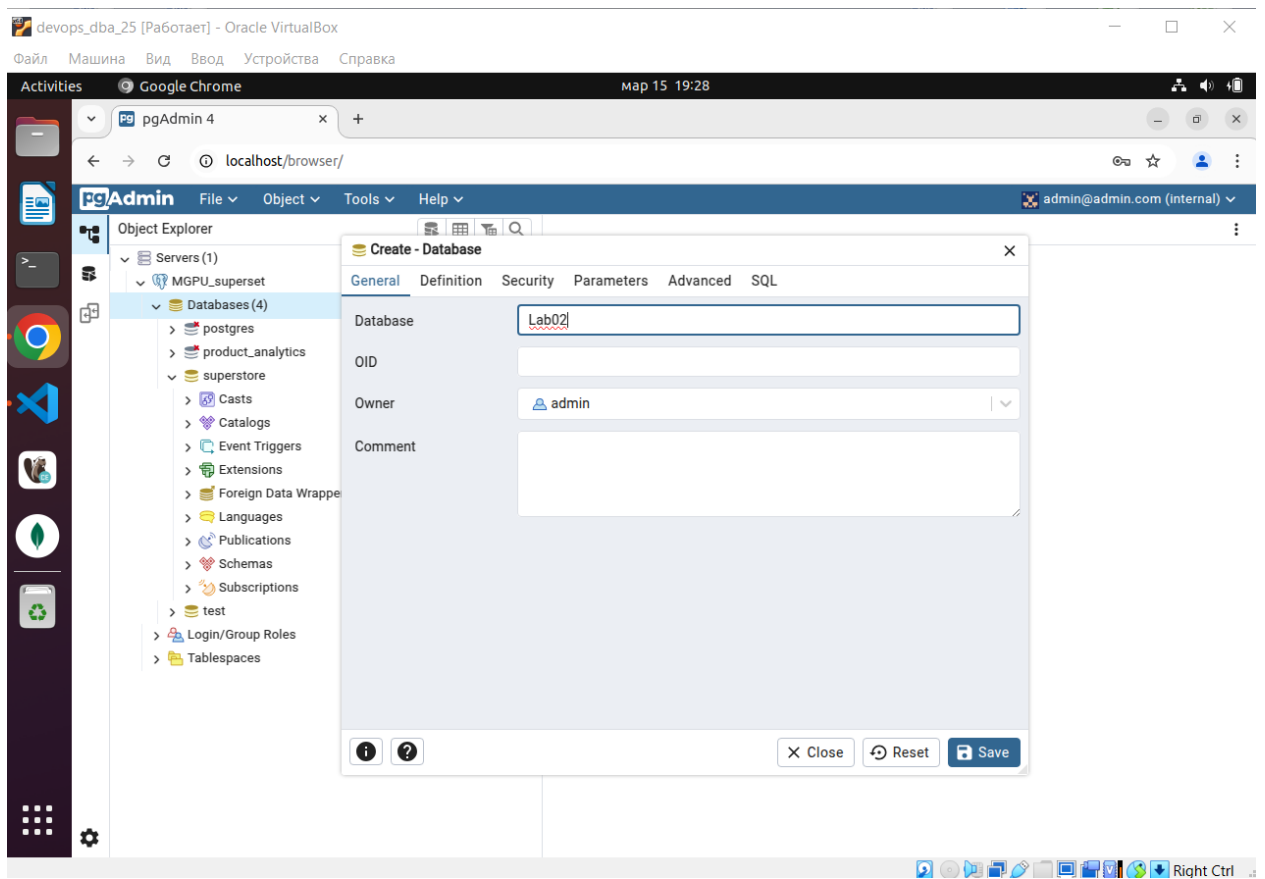 devops_dba_25 [Работает] - Oracle VirtualBox
Файл Машина Вид Ввод Устройства Справка
Activities Google Chrome мар 15 19:28
pgAdmin 4
localhost/browser/
pgAdmin File Object Tools Help admin@admin.com (internal)
Object Explorer
Servers (1)
MGPU_superset
Databases (4)
postgres
product_analytics
superstore
Casts
Catalogs
Event Triggers
Extensions
Foreign Data Wrappe
Languages
Publications
Schemas
Subscriptions
test
Login/Group Roles
Tablespaces
Create - Database
General Definition Security Parameters Advanced SQL
Database Lab02
OID
Owner admin
Comment
Close Reset Save
Right Ctrl